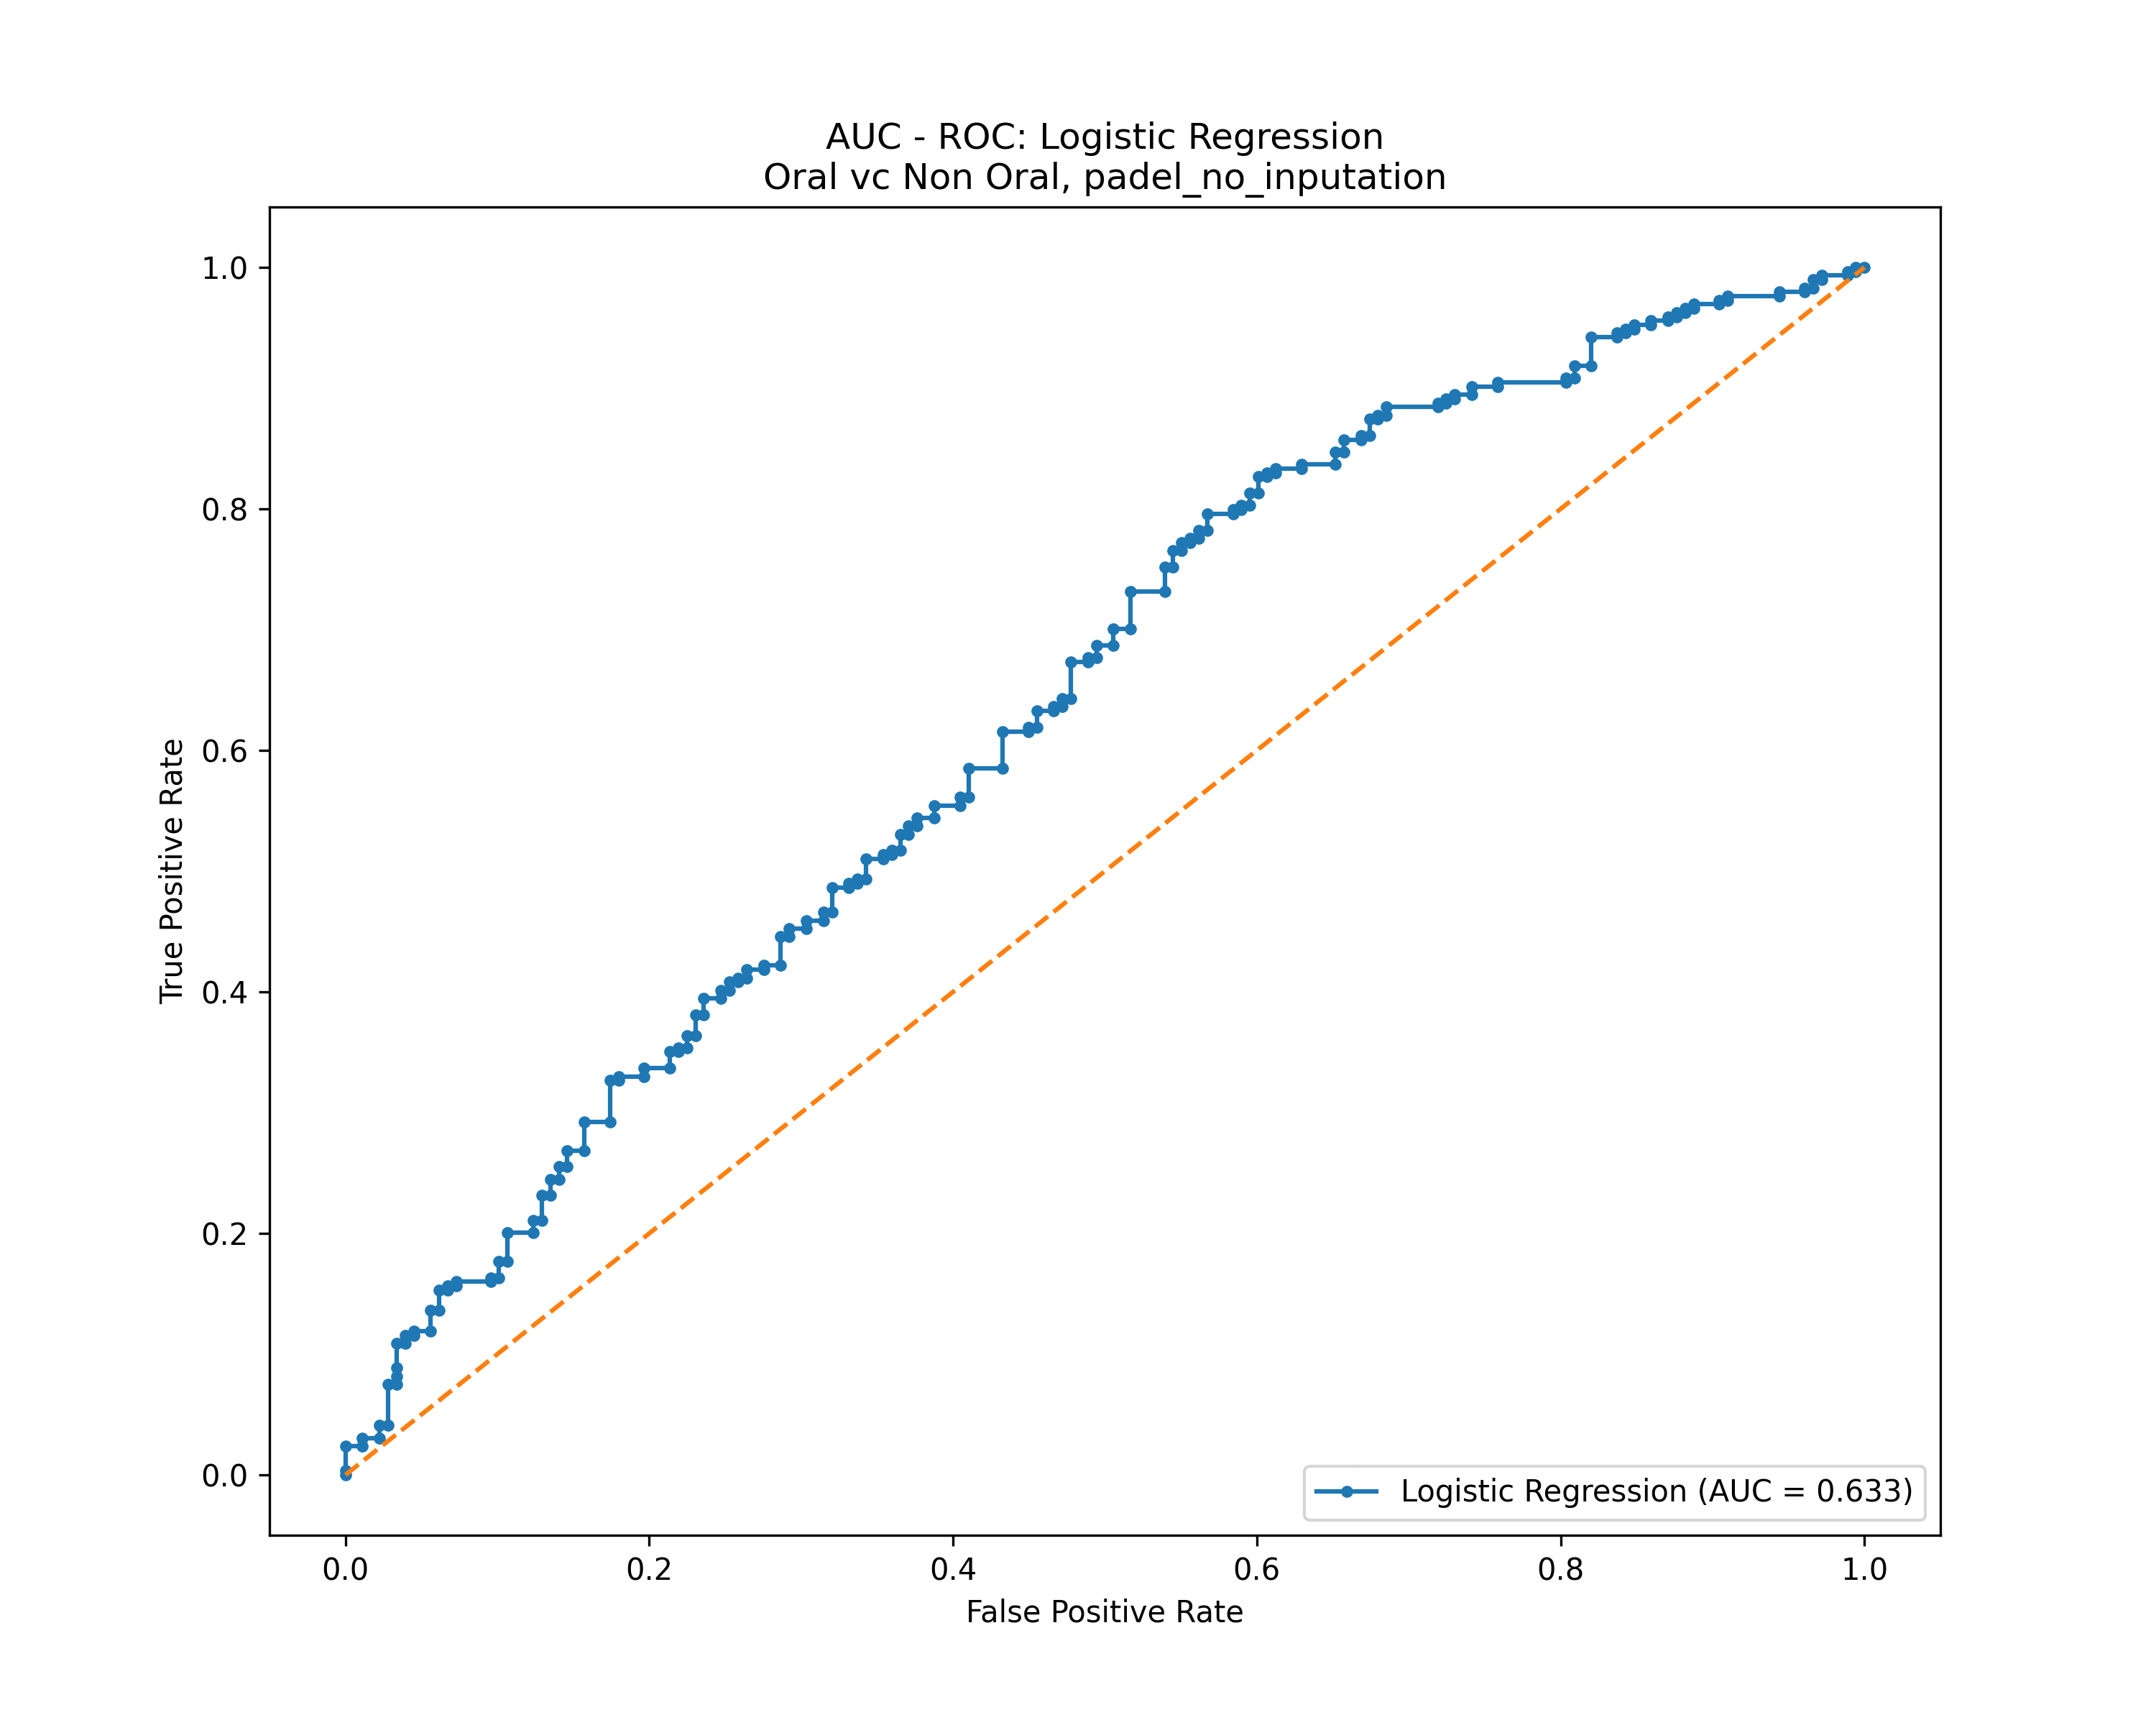 AUC - ROC: Logistic Regression
Oral vc Non Oral, padel_no_inputation
1.0
0.8
0.6
0.4
0.2
0.0
True Positive Rate
Logistic Regression (AUC = 0.633)
0.0 0.2 0.4 0.6 0.8 1.0
False Positive Rate